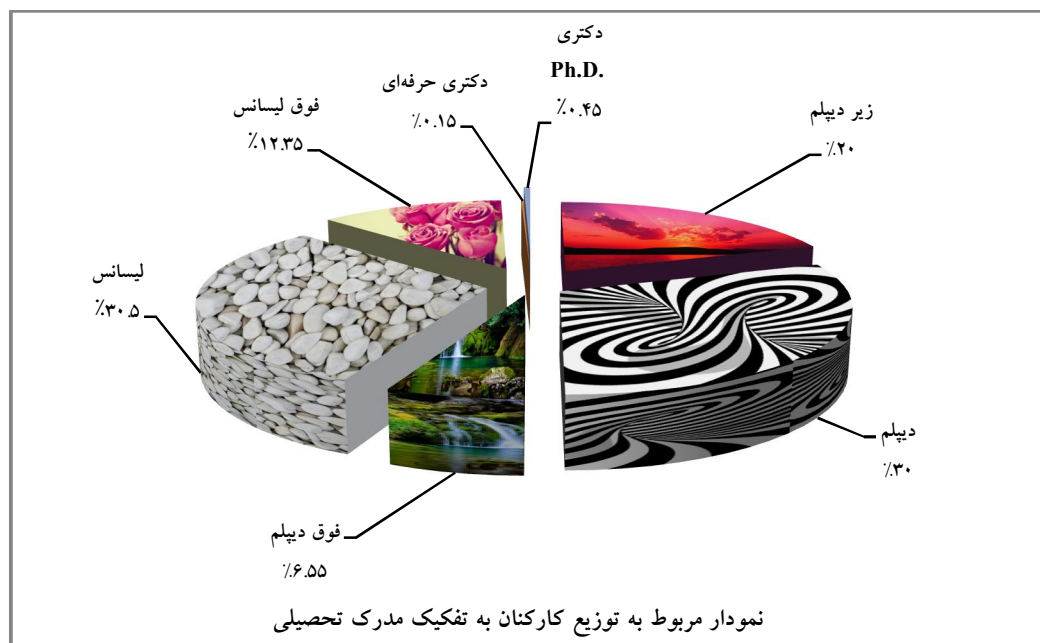 دکتری
Ph.D.
٪۰.۴۵
دکتری حرفه‌ای
٪۰.۱۵
فوق لیسانس
٪۱۲.۳۵
زیر دیپلم
٪۲۰
لیسانس
٪۳۰.۵
دیپلم
٪۳۰
فوق دیپلم
٪۶.۵۵
نمودار مربوط به توزیع کارکنان به تفکیک مدرک تحصیلی